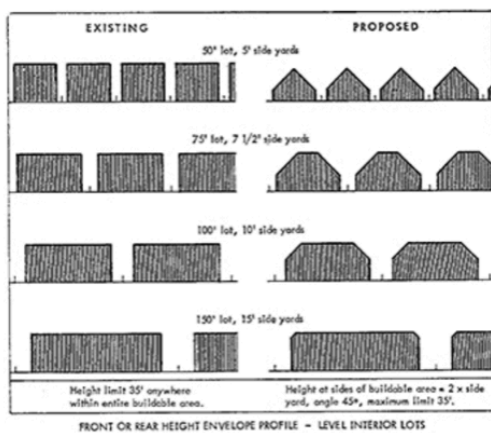 EXISTING
PROPOSED
50' lot, 5' side yards
75' lot, 7 1/2' side yards
100' lot, 10' side yards
150' lot, 15' side yards
Height limit 35' anywhere
within entire buildable area.
Height at sides of buildable area = 2 x side
yard, angle 45°, maximum limit 35'.
FRONT OR REAR HEIGHT ENVELOPE PROFILE - LEVEL INTERIOR LOTS